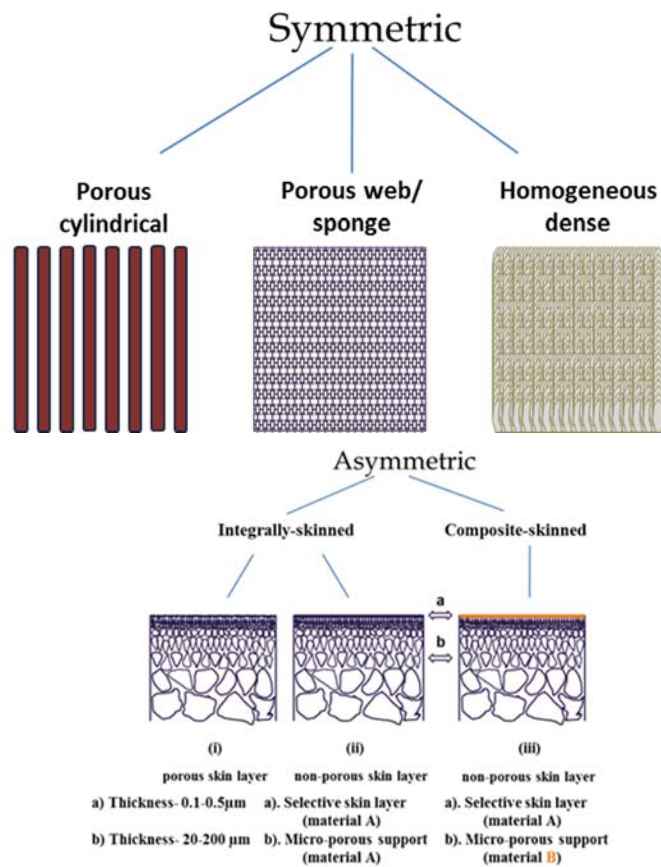 Symmetric
Porous cylindrical
Porous web/ sponge
Homogeneous dense
Asymmetric
Integrally-skinned
Composite-skinned
a
b
(i)
porous skin layer
a) Thickness- 0.1-0.5µm
b) Thickness- 20-200 µm
(ii)
non-porous skin layer
a). Selective skin layer
(material A)
b). Micro-porous support
(material A)
(iii)
non-porous skin layer
a). Selective skin layer
(material A)
b). Micro-porous support
(material B)